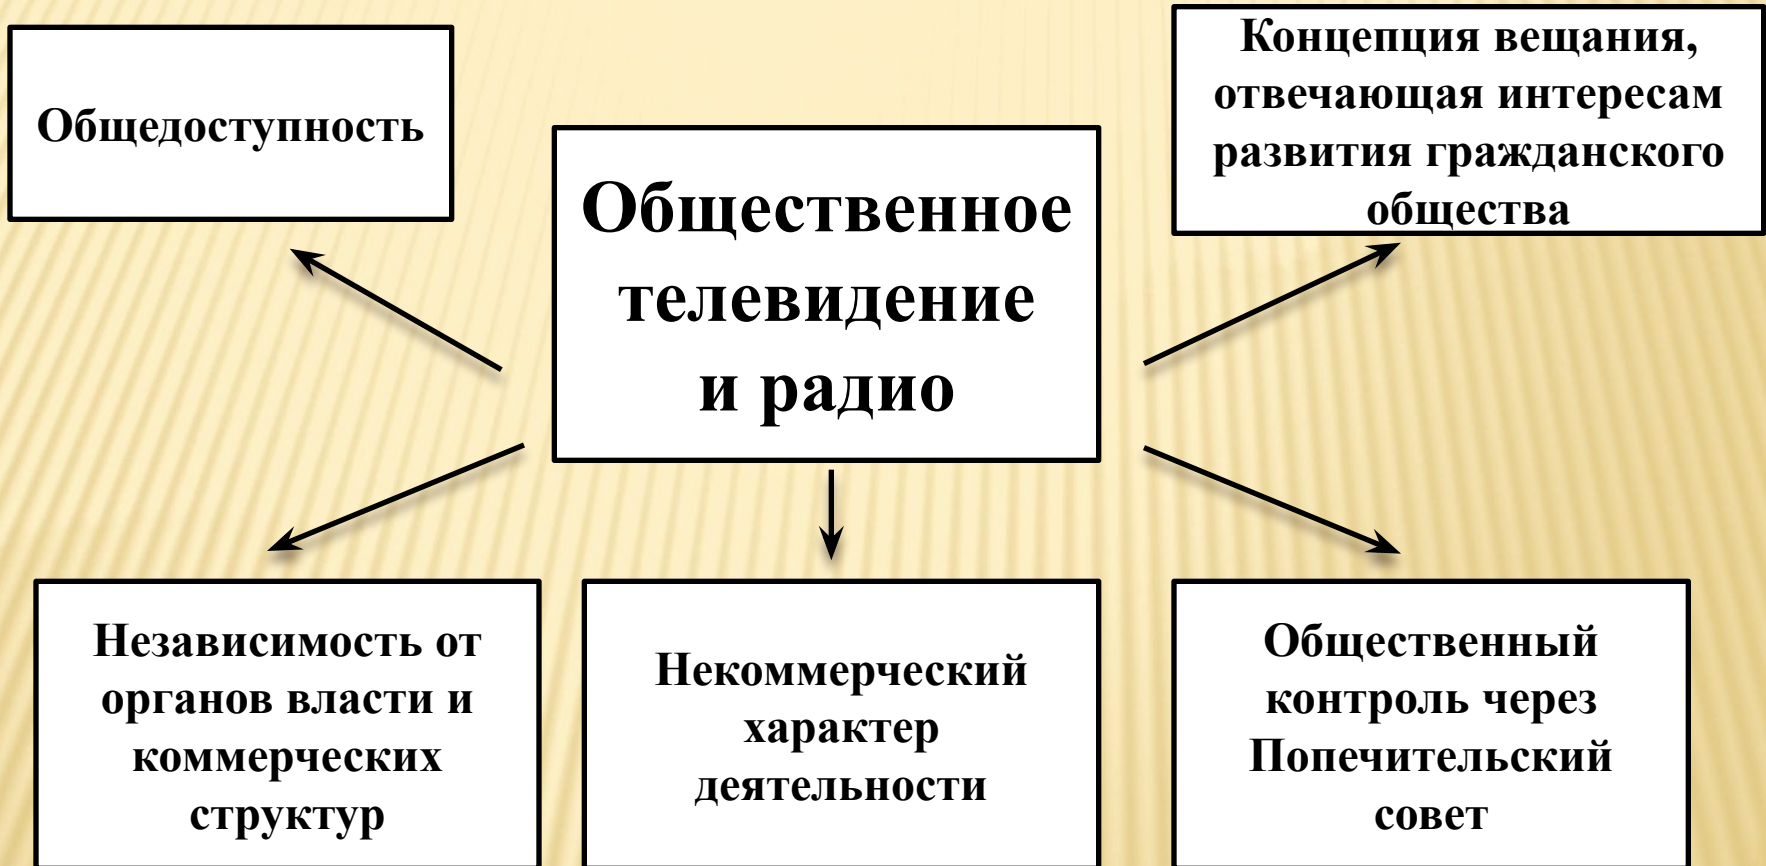 Общедоступность
Концепция вещания,
отвечающая интересам
развития гражданского
общества
Общественное
телевидение
и радио
Независимость от
органов власти и
коммерческих
структур
Некоммерческий
характер
деятельности
Общественный
контроль через
Попечительский
совет